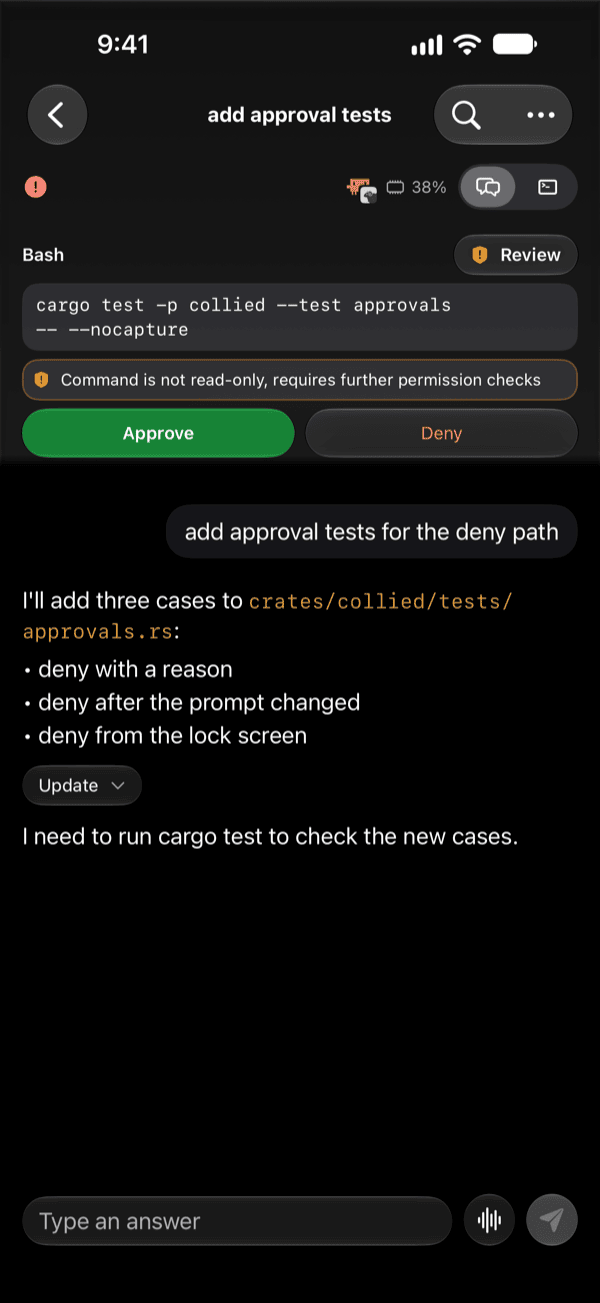 9:41
add approval tests
38%
Bash
Review
cargo test -p collied --test approvals
-- --nocapture
Command is not read-only, requires further permission checks
Approve
Deny
add approval tests for the deny path
I'll add three cases to crates/collied/tests/
approvals.rs:
• deny with a reason
• deny after the prompt changed
• deny from the lock screen
Update
I need to run cargo test to check the new cases.
Type an answer